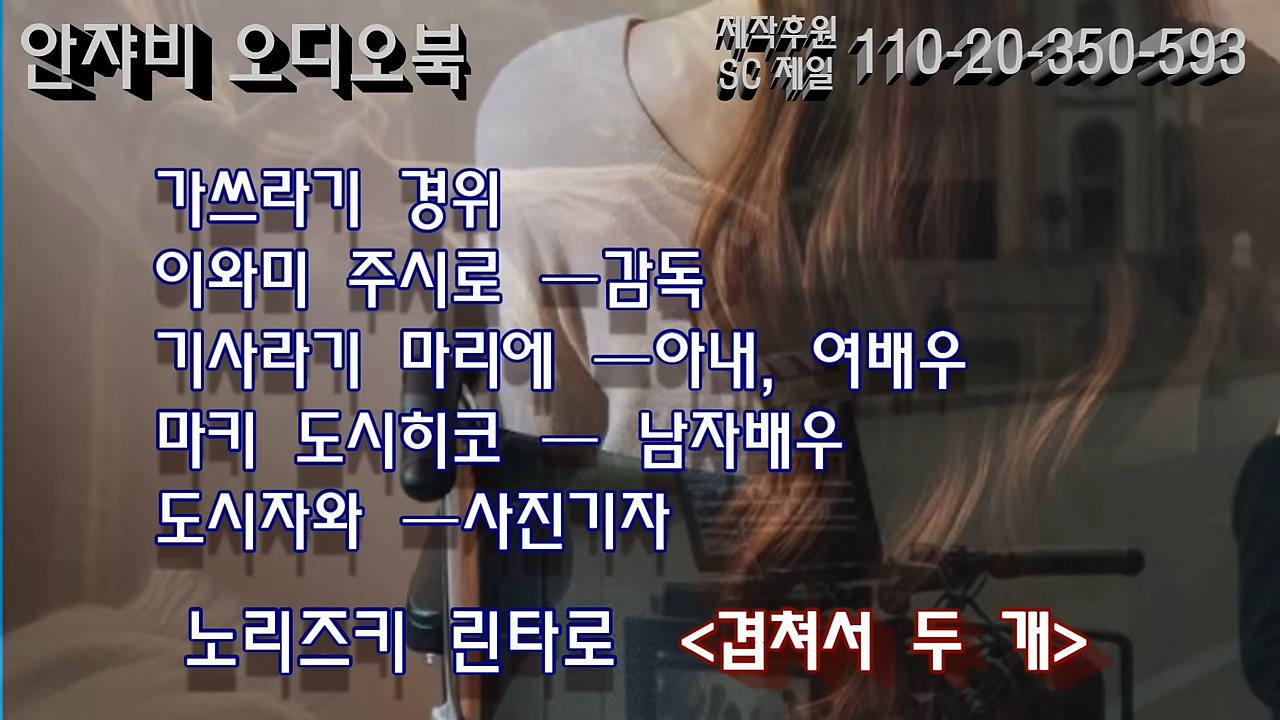 안쟈비 오디오북
제작후원
SC 제일
110-20-350-593
가쓰라기 경위
이와미 주시로 —감독
기사라기 마리에 —아내, 여배우
마키 도시히코 — 남자배우
도시자와 —사진기자
노리즈키 린타로 <겹쳐서 두 개>